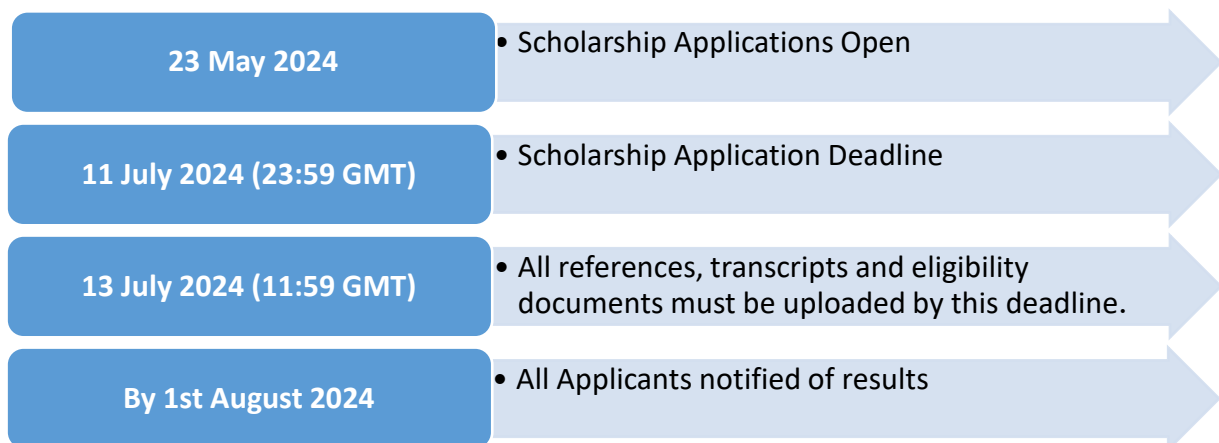 23 May 2024
• Scholarship Applications Open
11 July 2024 (23:59 GMT)
• Scholarship Application Deadline
13 July 2024 (11:59 GMT)
• All references, transcripts and eligibility
documents must be uploaded by this deadline.
By 1st August 2024
• All Applicants notified of results